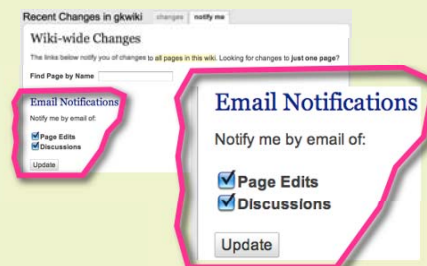 Recent Changes in gkwiki changes notify me
Wiki-wide Changes
The links below notify you of changes to all pages in this wiki. Looking for changes to just one page?
Find Page by Name
Email Notifications
Notify me by email of:
Page Edits
Discussions
Update
Email Notifications
Notify me by email of:
Page Edits
Discussions
Update